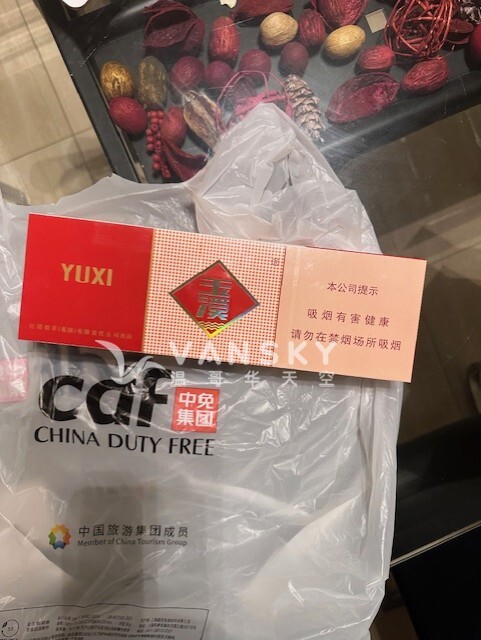 YUXI
玉溪
本公司提示
吸烟有害健康
请勿在禁烟场所吸烟
VANSKY
温哥华天空
cdf
中免
集团
CHINA DUTY FREE
中国旅游集团成员
Member of China Tourism Group